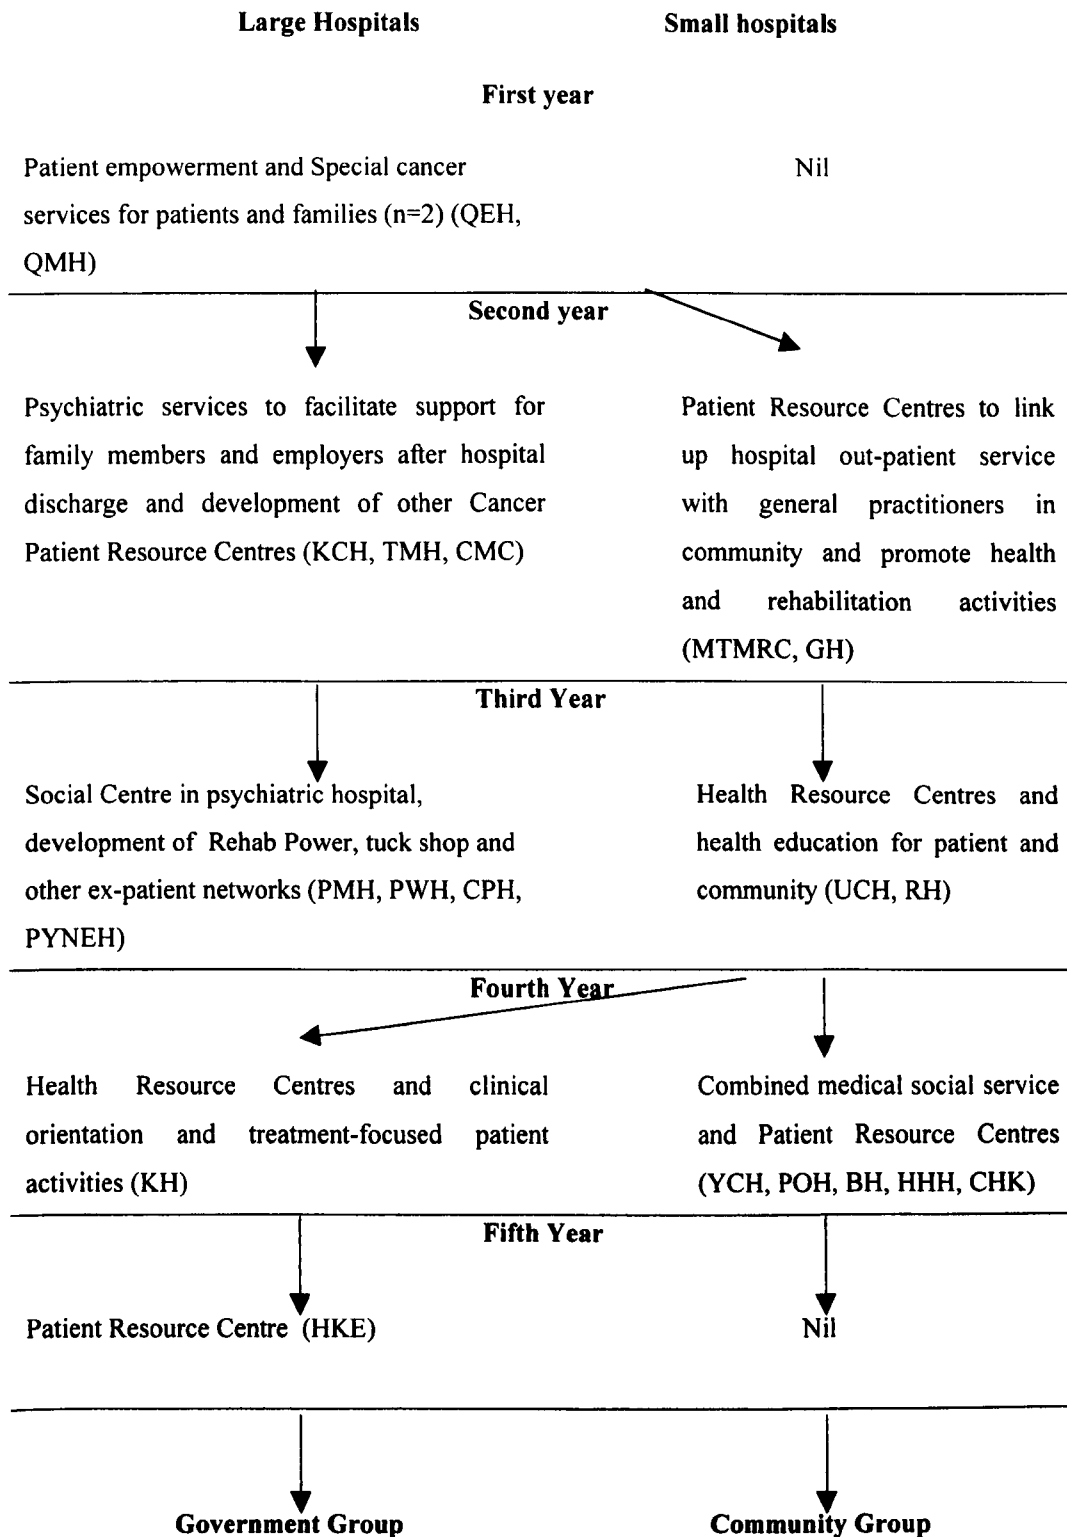 Large Hospitals
Small hospitals
First year
Patient empowerment and Special cancer
services for patients and families (n=2) (QEH,
QMH)
Nil
Second year
Psychiatric services to facilitate support for
family members and employers after hospital
discharge and development of other Cancer
Patient Resource Centres (KCH, TMH, CMC)
Patient Resource Centres to link
up hospital out-patient service
with general practitioners in
community and promote health
and rehabilitation activities
(MTMRC, GH)
Third Year
Social Centre in psychiatric hospital,
development of Rehab Power, tuck shop and
other ex-patient networks (PMH, PWH, CPH,
PYNEH)
Health Resource Centres and
health education for patient and
community (UCH, RH)
Fourth Year
Health Resource Centres and clinical
orientation and treatment-focused patient
activities (KH)
Combined medical social service
and Patient Resource Centres
(YCH, POH, BH, HHH, CHK)
Fifth Year
Patient Resource Centre (HKE)
Nil
Government Group
Community Group